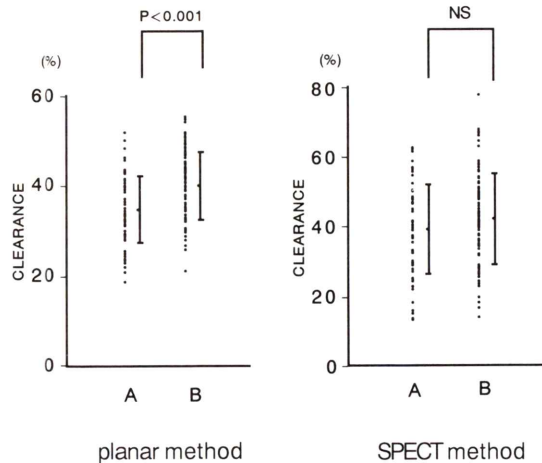 P<0.001
(%)
60
40
20
0
CLEARANCE
A B
planar method
NS
(%)
80
60
40
20
0
CLEARANCE
A B
SPECT method